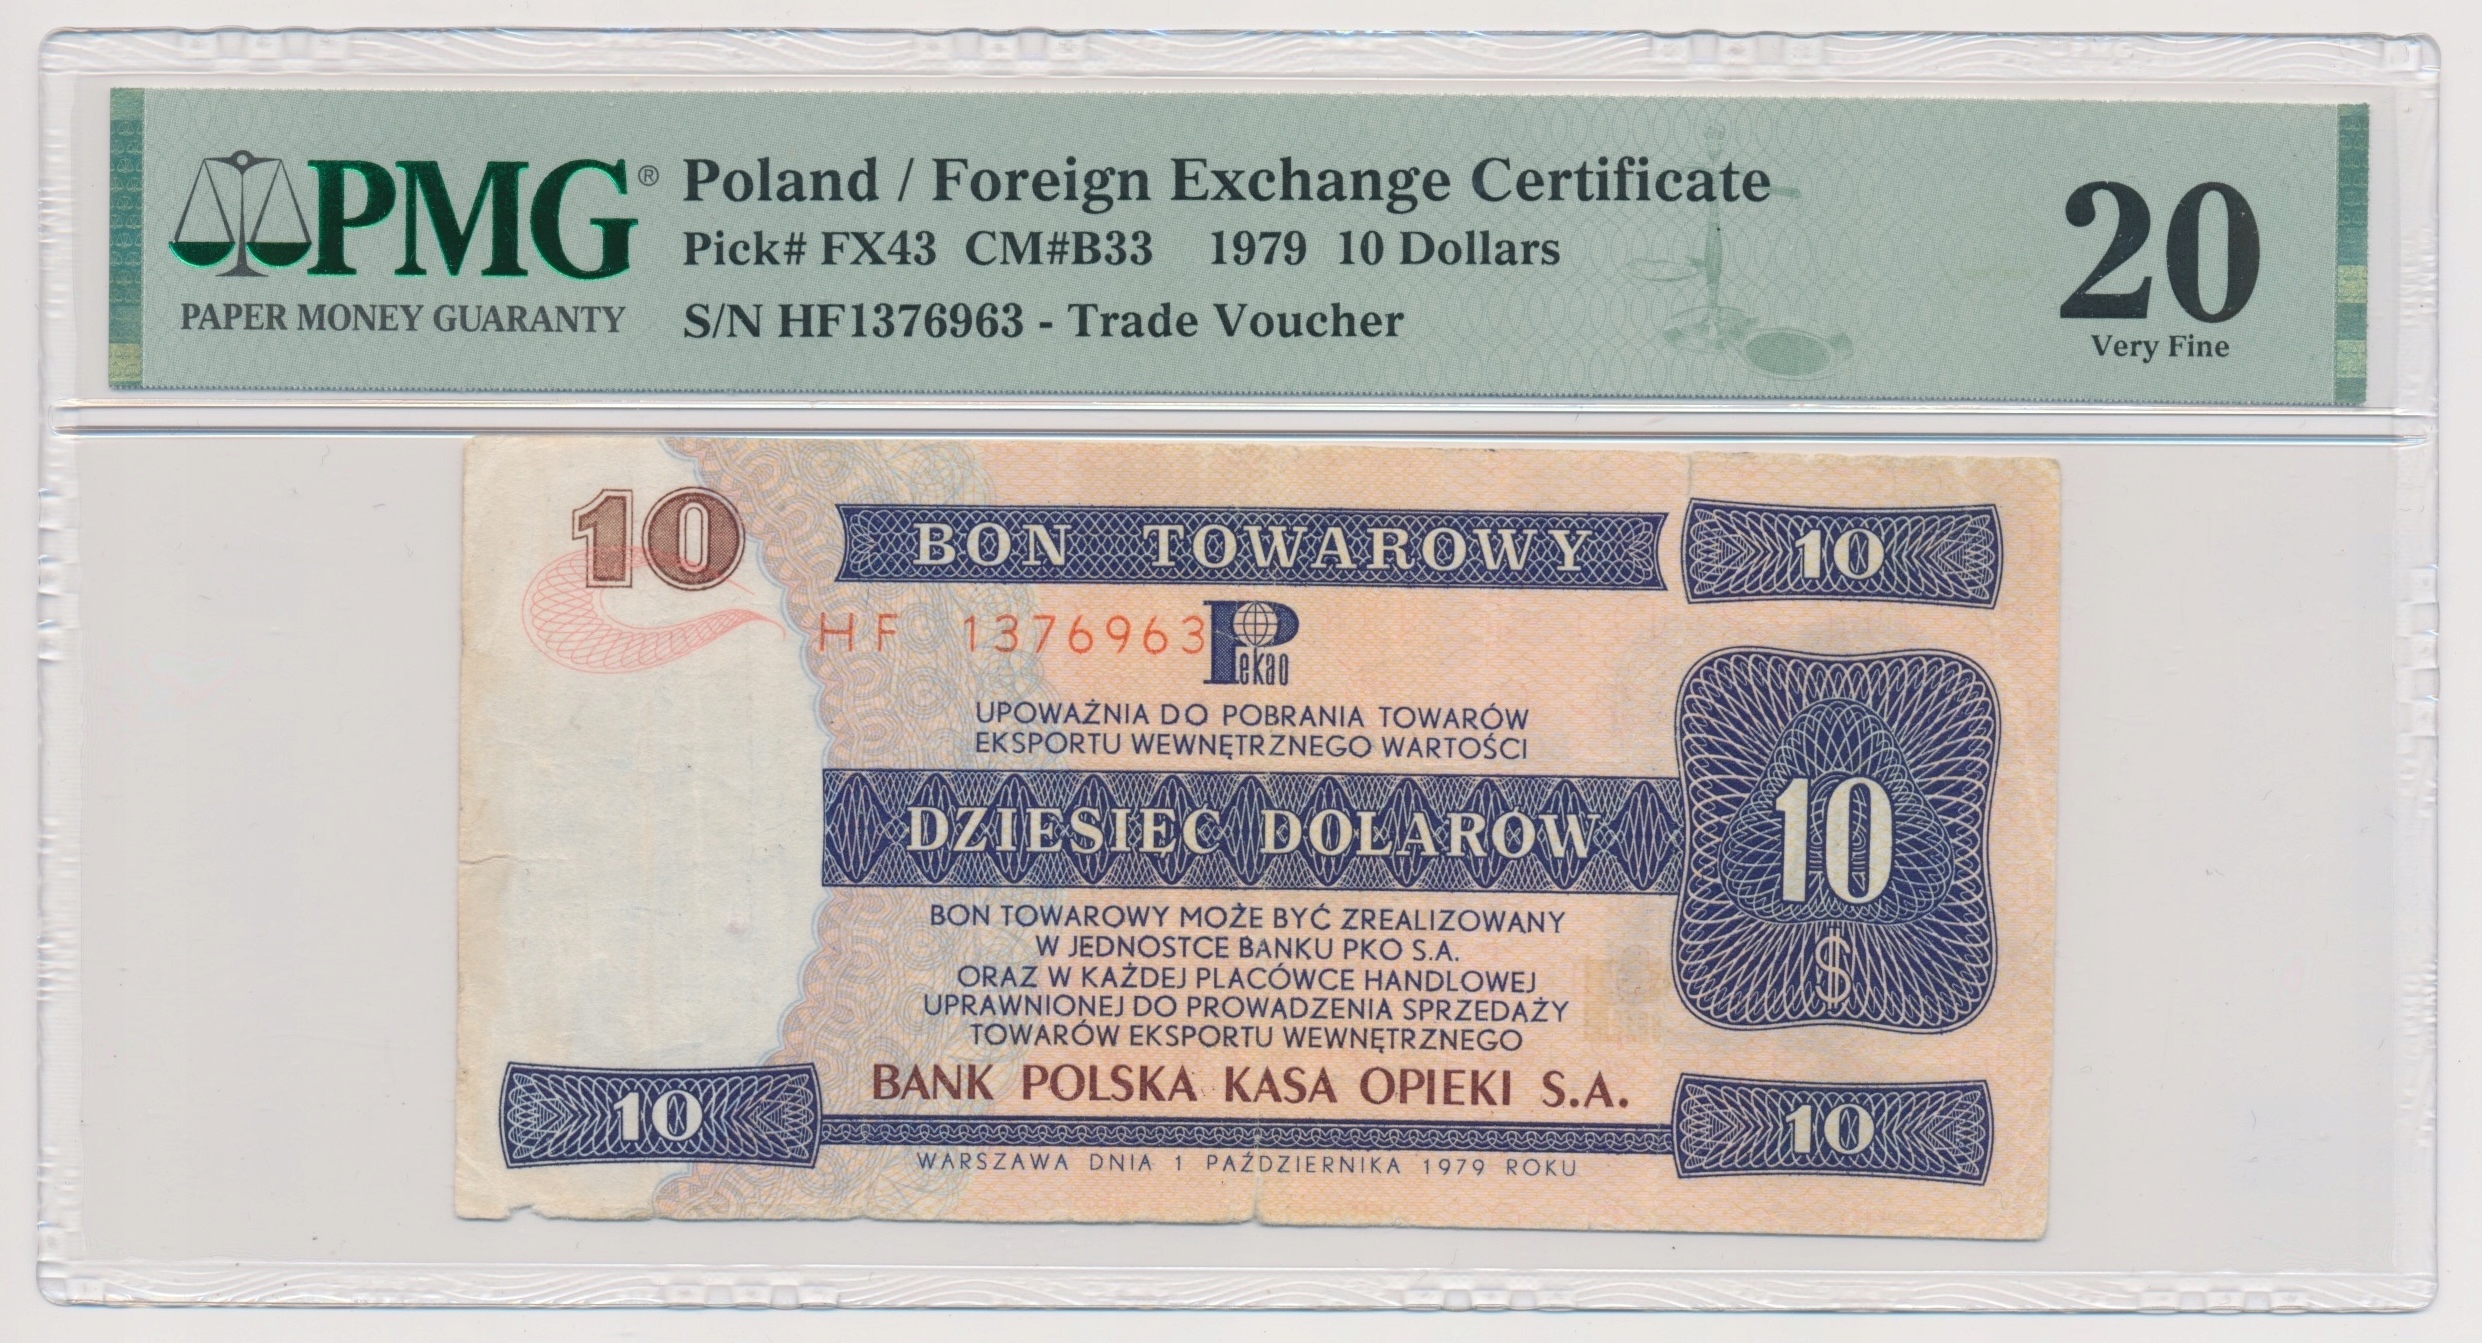 PMG®
PAPER MONEY GUARANTY
Poland / Foreign Exchange Certificate
Pick# FX43 CM#B33 1979 10 Dollars
S/N HF1376963 - Trade Voucher
20
Very Fine
10
BON TOWAROWY
10
HF 1376963
Pekao
UPOWAŻNIA DO POBRANIA TOWARÓW
EKSPORTU WEWNĘTRZNEGO WARTOŚCI
DZIESIĘĆ DOLARÓW
10
$
BON TOWAROWY MOŻE BYĆ ZREALIZOWANY
W JEDNOSTCE BANKU PKO S.A.
ORAZ W KAŻDEJ PLACÓWCE HANDLOWEJ
UPRAWNIONEJ DO PROWADZENIA SPRZEDAŻY
TOWARÓW EKSPORTU WEWNĘTRZNEGO
BANK POLSKA KASA OPIEKI S.A.
10
10
WARSZAWA DNIA 1 PAŹDZIERNIKA 1979 ROKU